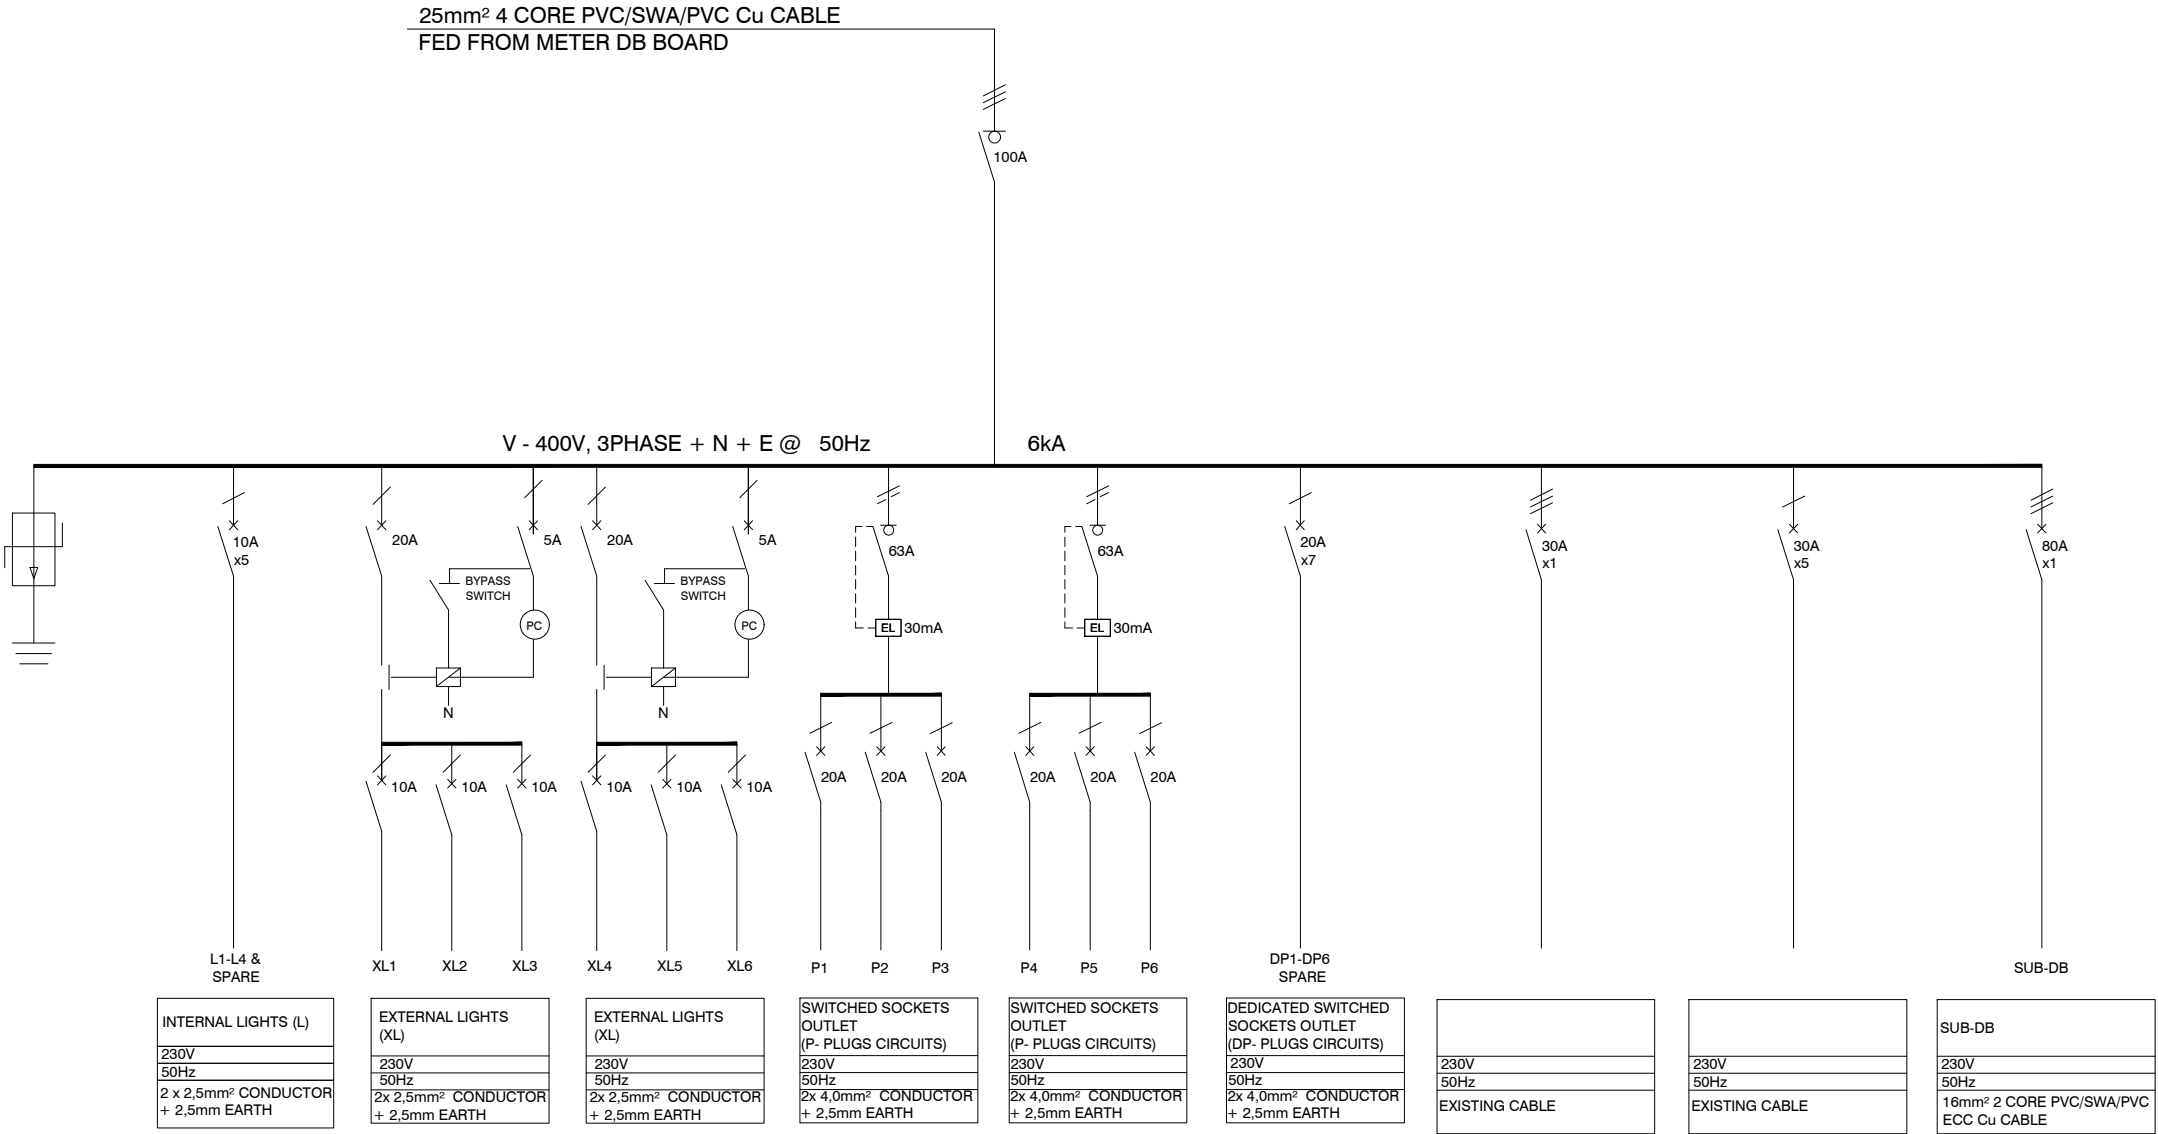 25mm² 4 CORE PVC/SWA/PVC Cu CABLE
FED FROM METER DB BOARD
100A
V - 400V, 3PHASE + N + E @ 50Hz
6kA
10A
x5
20A
5A
BYPASS
SWITCH
PC
N
10A
10A
10A
20A
5A
BYPASS
SWITCH
PC
N
10A
10A
10A
63A
EL
30mA
20A
20A
20A
63A
EL
30mA
20A
20A
20A
20A
x7
30A
x1
30A
x5
80A
x1
L1-L4 &
SPARE
XL1
XL2
XL3
XL4
XL5
XL6
P1
P2
P3
P4
P5
P6
DP1-DP6
SPARE
SUB-DB
INTERNAL LIGHTS (L)
230V
50Hz
2 x 2,5mm² CONDUCTOR
+ 2,5mm EARTH
EXTERNAL LIGHTS
(XL)
230V
50Hz
2x 2,5mm² CONDUCTOR
+ 2,5mm EARTH
EXTERNAL LIGHTS
(XL)
230V
50Hz
2x 2,5mm² CONDUCTOR
+ 2,5mm EARTH
SWITCHED SOCKETS
OUTLET
(P- PLUGS CIRCUITS)
230V
50Hz
2x 4,0mm² CONDUCTOR
+ 2,5mm EARTH
SWITCHED SOCKETS
OUTLET
(P- PLUGS CIRCUITS)
230V
50Hz
2x 4,0mm² CONDUCTOR
+ 2,5mm EARTH
DEDICATED SWITCHED
SOCKETS OUTLET
(DP- PLUGS CIRCUITS)
230V
50Hz
2x 4,0mm² CONDUCTOR
+ 2,5mm EARTH
230V
50Hz
EXISTING CABLE
230V
50Hz
EXISTING CABLE
SUB-DB
230V
50Hz
16mm² 2 CORE PVC/SWA/PVC
ECC Cu CABLE